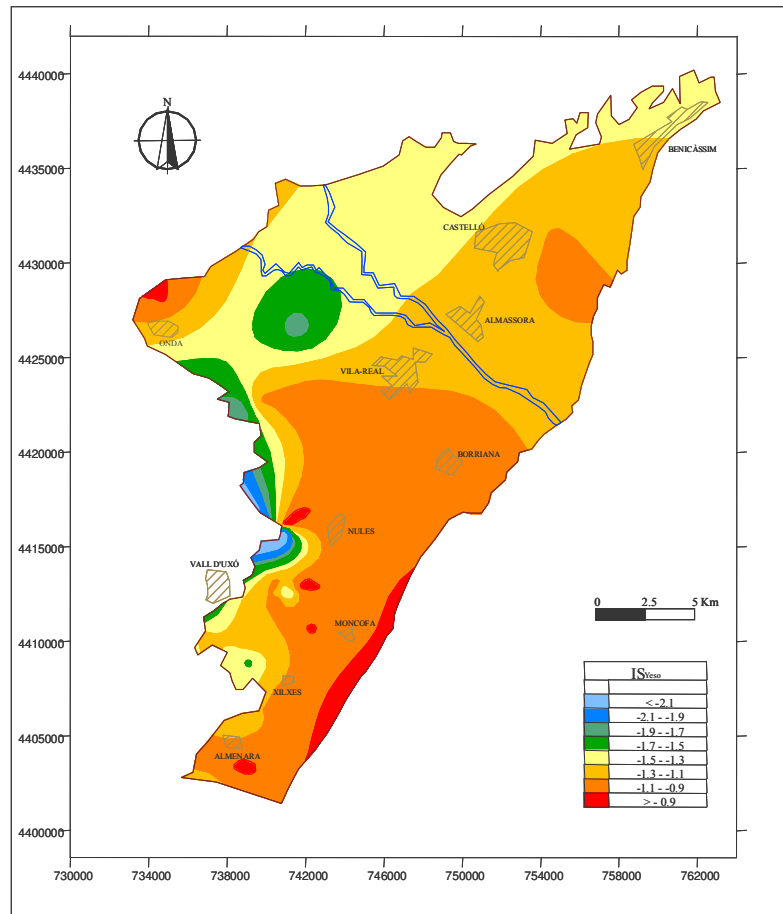 4440000
N
BENICÀSSIM
4435000
CASTELLÓ
4430000
ALMASSORA
ONDA
4425000
VILA-REAL
4420000
BORRIANA
NULES
4415000
VALL D'UXÓ
0 2.5 5 Km
4410000
MONCOFA
XILXES
ISYeso
< -2.1
-2.1 - -1.9
-1.9 - -1.7
-1.7 - -1.5
-1.5 - -1.3
-1.3 - -1.1
-1.1 - -0.9
> - 0.9
4405000
ALMENARA
4400000
730000 734000 738000 742000 746000 750000 754000 758000 762000